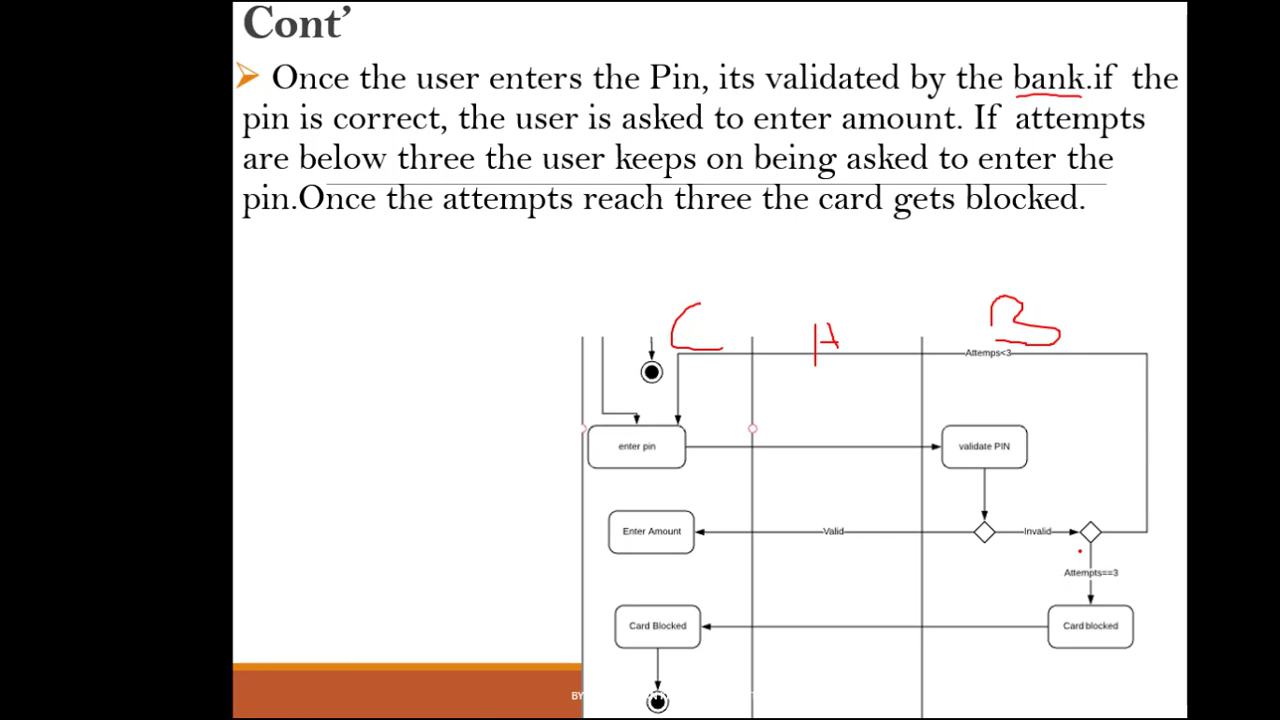 Cont’
Once the user enters the Pin, its validated by the bank.if the
pin is correct, the user is asked to enter amount. If attempts
are below three the user keeps on being asked to enter the
pin.Once the attempts reach three the card gets blocked.
C A B
Attemps<3
enter pin
validate PIN
Enter Amount
Valid
Invalid
Attempts==3
Card Blocked
Card blocked
BY